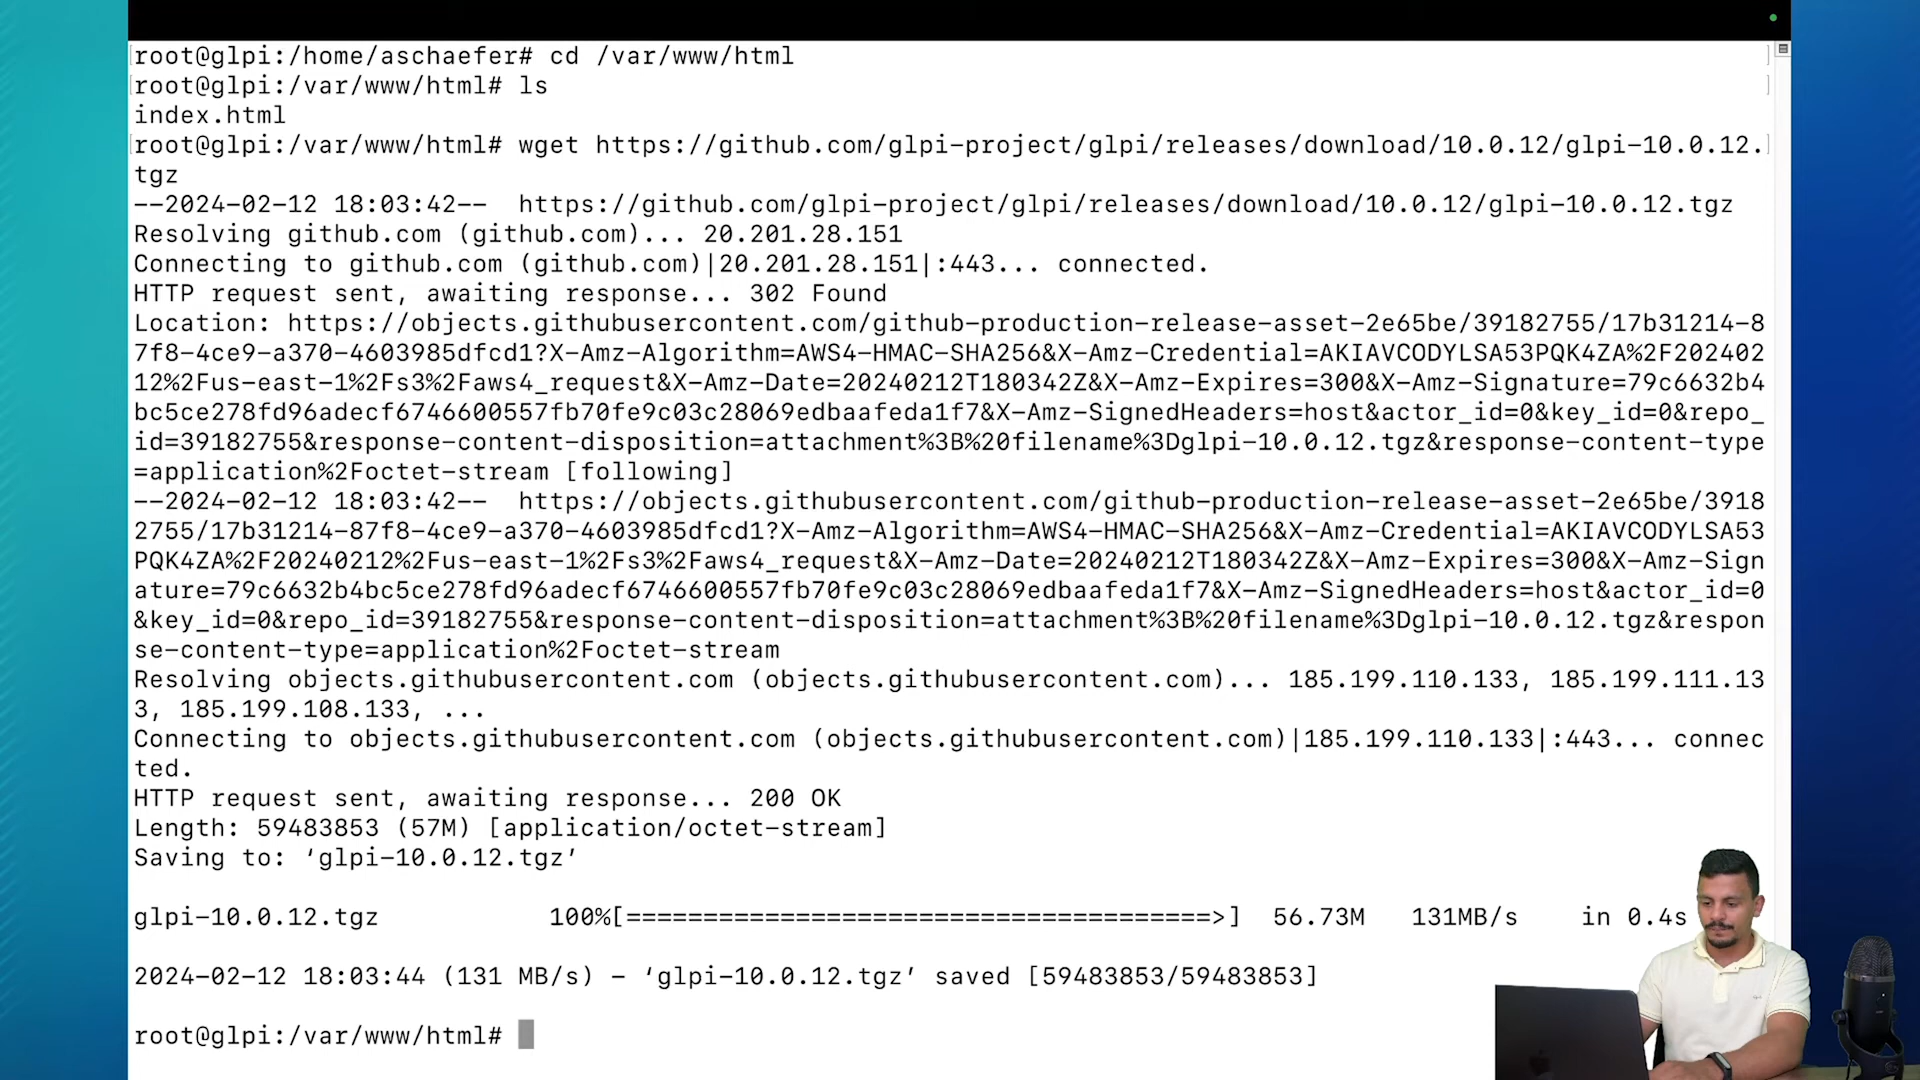 root@glpi:/home/aschaefer# cd /var/www/html
root@glpi:/var/www/html# ls
index.html
root@glpi:/var/www/html# wget https://github.com/glpi-project/glpi/releases/download/10.0.12/glpi-10.0.12.
tgz
--2024-02-12 18:03:42--  https://github.com/glpi-project/glpi/releases/download/10.0.12/glpi-10.0.12.tgz
Resolving github.com (github.com)... 20.201.28.151
Connecting to github.com (github.com)|20.201.28.151|:443... connected.
HTTP request sent, awaiting response... 302 Found
Location: https://objects.githubusercontent.com/github-production-release-asset-2e65be/39182755/17b31214-8
7f8-4ce9-a370-4603985dfcd1?X-Amz-Algorithm=AWS4-HMAC-SHA256&X-Amz-Credential=AKIAVCODYLSA53PQK4ZA%2F202402
12%2Fus-east-1%2Fs3%2Faws4_request&X-Amz-Date=20240212T180342Z&X-Amz-Expires=300&X-Amz-Signature=79c6632b4
bc5ce278fd96adecf6746600557fb70fe9c03c28069edbaafeda1f7&X-Amz-SignedHeaders=host&actor_id=0&key_id=0&repo_
id=39182755&response-content-disposition=attachment%3B%20filename%3Dglpi-10.0.12.tgz&response-content-type
=application%2Foctet-stream [following]
--2024-02-12 18:03:42--  https://objects.githubusercontent.com/github-production-release-asset-2e65be/3918
2755/17b31214-87f8-4ce9-a370-4603985dfcd1?X-Amz-Algorithm=AWS4-HMAC-SHA256&X-Amz-Credential=AKIAVCODYLSA53
PQK4ZA%2F20240212%2Fus-east-1%2Fs3%2Faws4_request&X-Amz-Date=20240212T180342Z&X-Amz-Expires=300&X-Amz-Sign
ature=79c6632b4bc5ce278fd96adecf6746600557fb70fe9c03c28069edbaafeda1f7&X-Amz-SignedHeaders=host&actor_id=0
&key_id=0&repo_id=39182755&response-content-disposition=attachment%3B%20filename%3Dglpi-10.0.12.tgz&respon
se-content-type=application%2Foctet-stream
Resolving objects.githubusercontent.com (objects.githubusercontent.com)... 185.199.110.133, 185.199.111.13
3, 185.199.108.133, ...
Connecting to objects.githubusercontent.com (objects.githubusercontent.com)|185.199.110.133|:443... connec
ted.
HTTP request sent, awaiting response... 200 OK
Length: 59483853 (57M) [application/octet-stream]
Saving to: ‘glpi-10.0.12.tgz’
glpi-10.0.12.tgz           100%[======================================>]  56.73M   131MB/s    in 0.4s
2024-02-12 18:03:44 (131 MB/s) - ‘glpi-10.0.12.tgz’ saved [59483853/59483853]
root@glpi:/var/www/html#